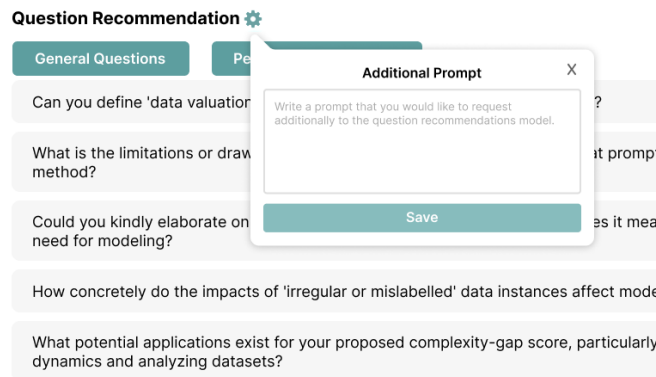 Question Recommendation
General Questions
Pe
Additional Prompt
X
Write a prompt that you would like to request
additionally to the question recommendations model.
Save
Can you define 'data valuation ?
What is the limitations or draw at promp
method?
Could you kindly elaborate on es it mea
need for modeling?
How concretely do the impacts of 'irregular or mislabelled' data instances affect mode
What potential applications exist for your proposed complexity-gap score, particularly
dynamics and analyzing datasets?